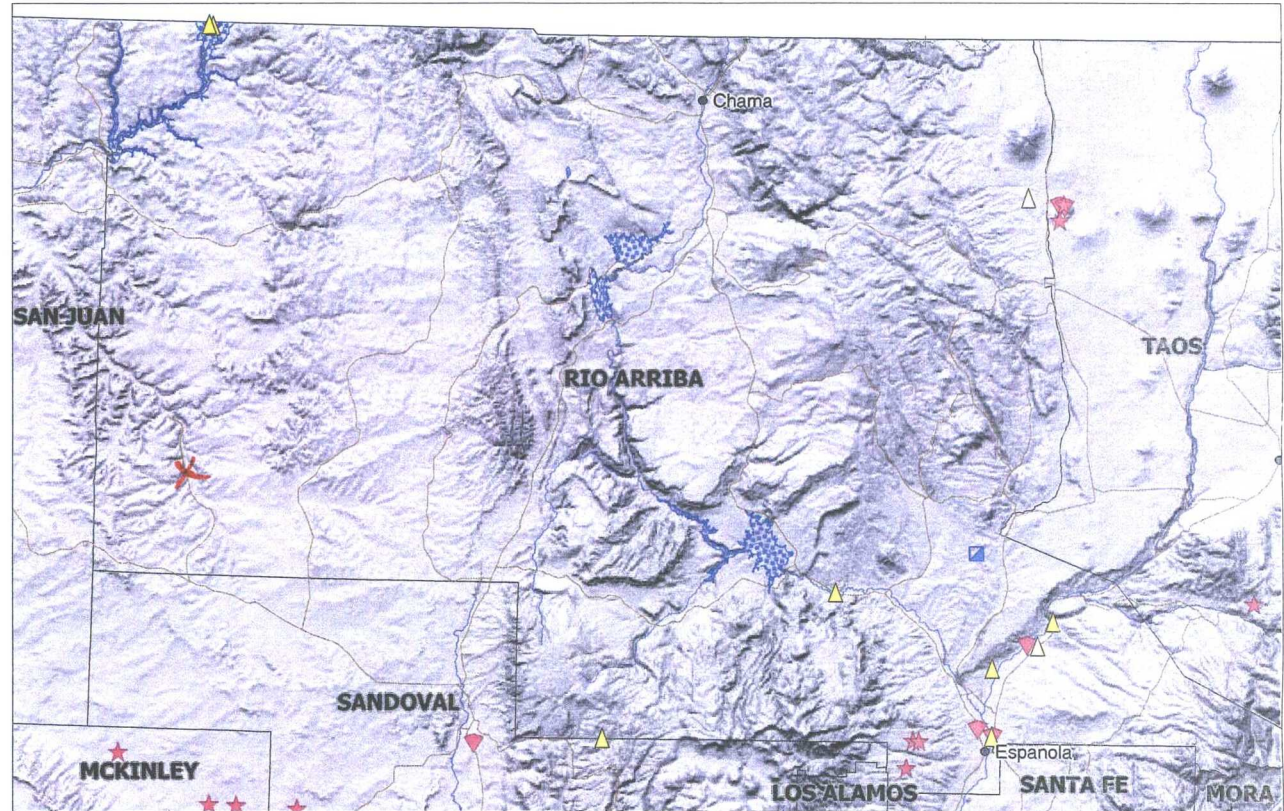 Chama
SAN JUAN
TAOS
RIO ARRIBA
SANDOVAL
Espanola
MCKINLEY
LOS ALAMOS
SANTA FE
MORA